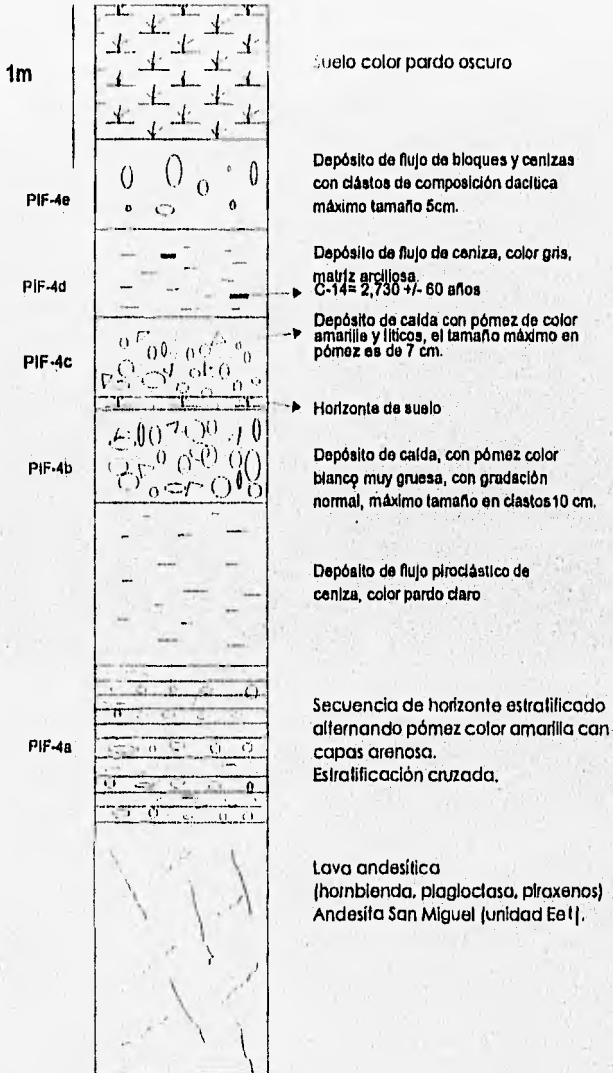 1m
Suelo color pardo oscuro
PIF-4e
Depósito de flujo de bloques y cenizas
con clástos de composición dacítica
máximo tamaño 5cm.
PIF-4d
Depósito de flujo de ceniza, color gris,
matriz arcillosa.
C-14= 2,730 +/- 60 años
PIF-4c
Depósito de caída con pómez de color
amarillo y líticos, el tamaño máximo en
pómez es de 7 cm.
Horizonte de suelo
PIF-4b
Depósito de caída, con pómez color
blanco muy gruesa, con gradación
normal, máximo tamaño en clastos 10 cm.
Depósito de flujo piroclástico de
ceniza, color pardo claro
PIF-4a
Secuencia de horizonte estratificado
alternando pómez color amarilla con
capas arenosa.
Estratificación cruzada.
Lava andesítica
(hornblenda, plagioclasa, piroxenos)
Andesita San Miguel (unidad Eet).